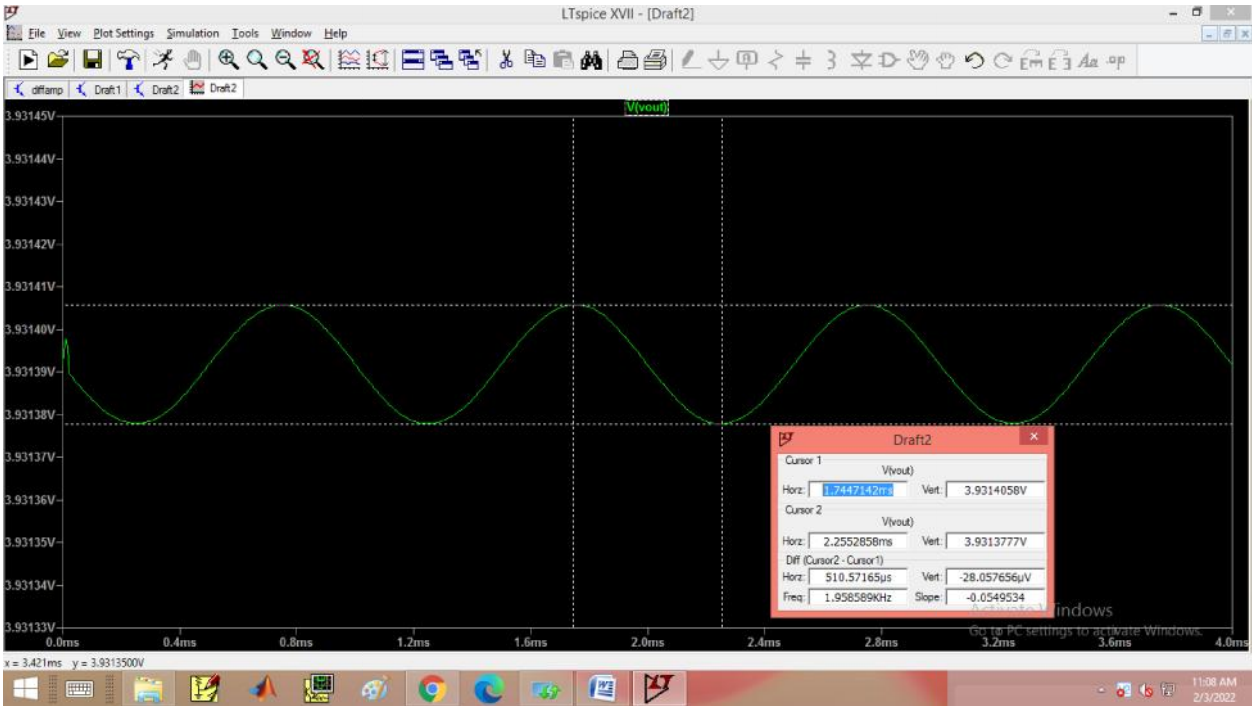 LTspice XVII - [Draft2]
File View Plot Settings Simulation Tools Window Help
Aa .op
diffamp Draft1 Draft2 Draft2
V(vout)
3.93145V
3.93144V
3.93143V
3.93142V
3.93141V
3.93140V
3.93139V
3.93138V
3.93137V
3.93136V
3.93135V
3.93134V
3.93133V
0.0ms 0.4ms 0.8ms 1.2ms 1.6ms 2.0ms 2.4ms 2.8ms 3.2ms 3.6ms 4.0ms
Draft2
Cursor 1
V(vout)
Horz: 1.7447142ms Vert: 3.9314058V
Cursor 2
V(vout)
Horz: 2.2552858ms Vert: 3.9313777V
Diff (Cursor2 - Cursor1)
Horz: 510.57165µs Vert: -28.057656µV
Freq: 1.958589KHz Slope: -0.0549534
Activate Windows
Go to PC settings to activate Windows.
x = 3.421ms y = 3.9313500V
11:08 AM
2/3/2022